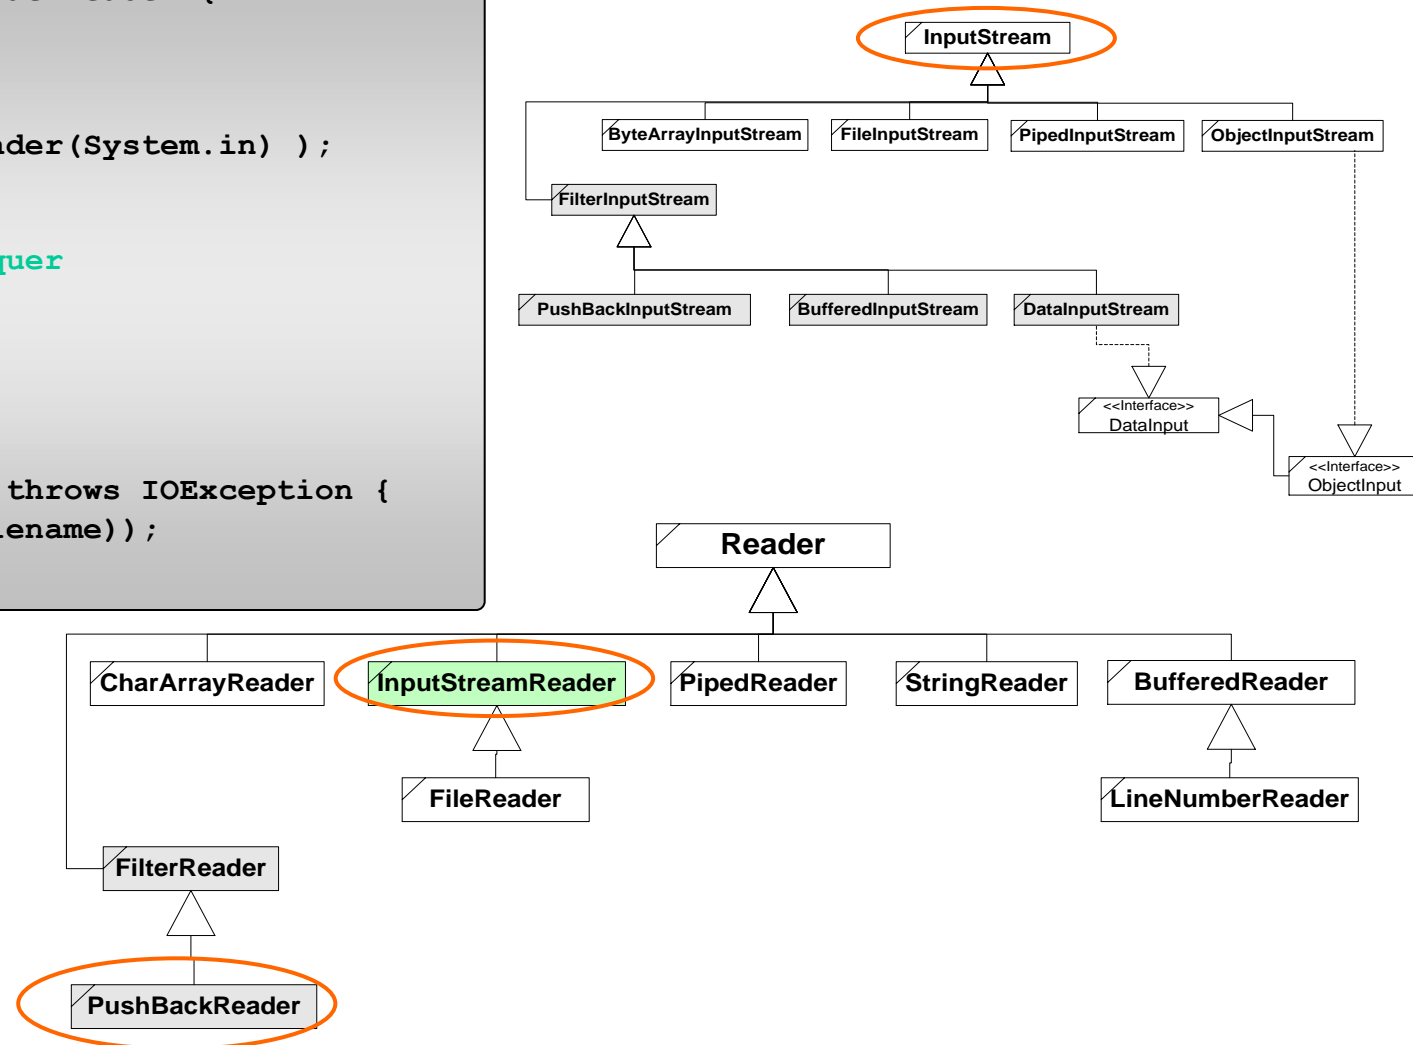 ader(System.in) );
quer
throws IOException {
lename));
InputStream
ByteArrayInputStream
FileInputStream
PipedInputStream
ObjectInputStream
FilterInputStream
PushBackInputStream
BufferedInputStream
DataInputStream
<<Interface>>
DataInput
<<Interface>>
ObjectInput
Reader
CharArrayReader
InputStreamReader
PipedReader
StringReader
BufferedReader
FileReader
LineNumberReader
FilterReader
PushBackReader